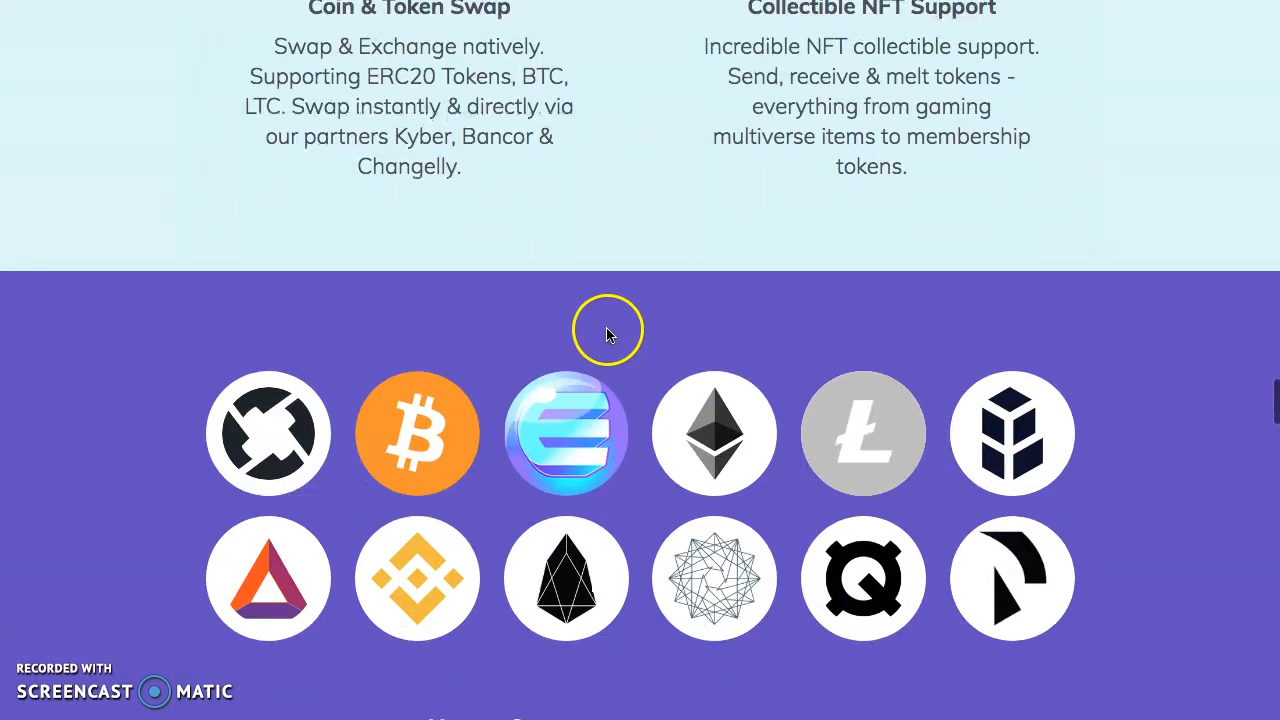 Coin & Token Swap
Swap & Exchange natively.
Supporting ERC20 Tokens, BTC,
LTC. Swap instantly & directly via
our partners Kyber, Bancor &
Changelly.
Collectible NFT Support
Incredible NFT collectible support.
Send, receive & melt tokens -
everything from gaming
multiverse items to membership
tokens.
RECORDED WITH
SCREENCAST MATIC